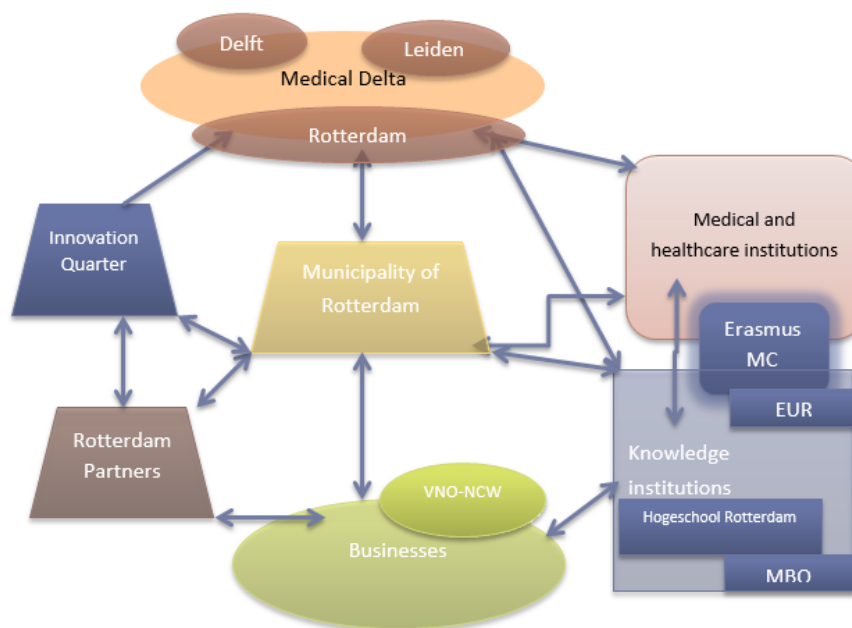 Delft
Leiden
Medical Delta
Rotterdam
Innovation
Quarter
Municipality of
Rotterdam
Medical and
healthcare institutions
Erasmus
MC
EUR
Rotterdam
Partners
Knowledge
institutions
VNO-NCW
Hogeschool Rotterdam
Businesses
MBO